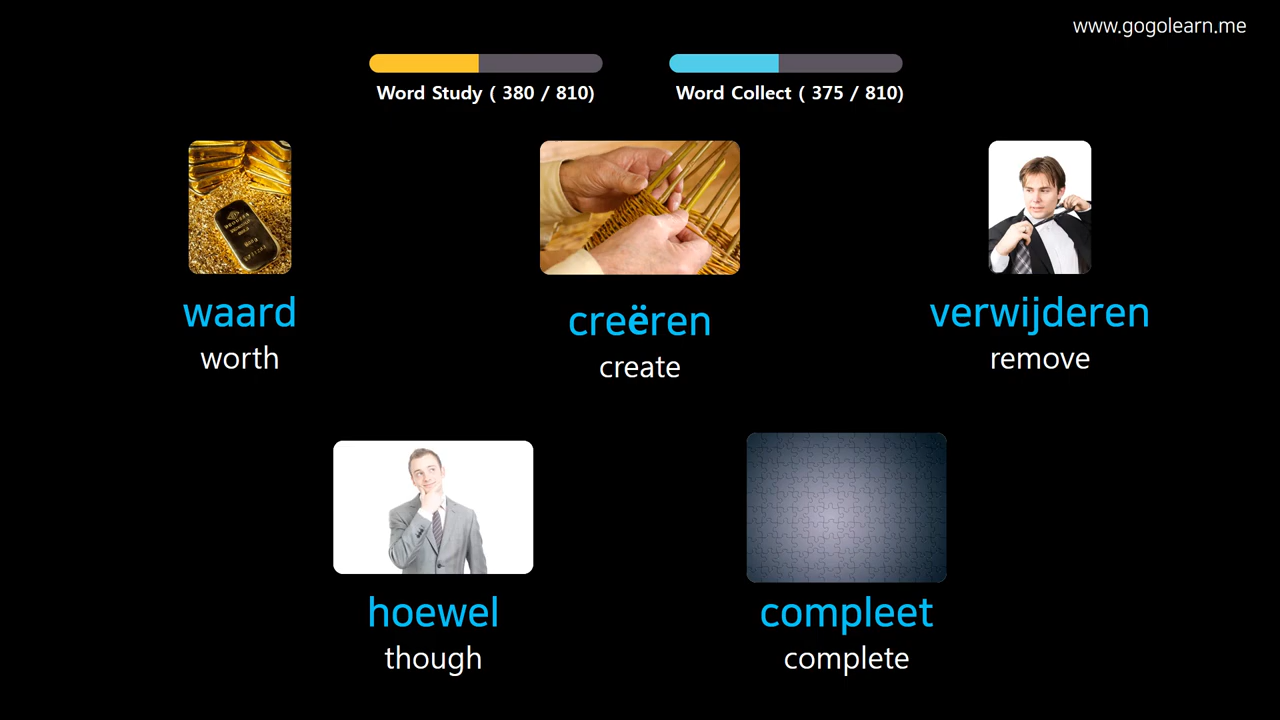 www.gogolearn.me
Word Study ( 380 / 810)
Word Collect ( 375 / 810)
waard
worth
creëren
create
verwijderen
remove
hoewel
though
compleet
complete